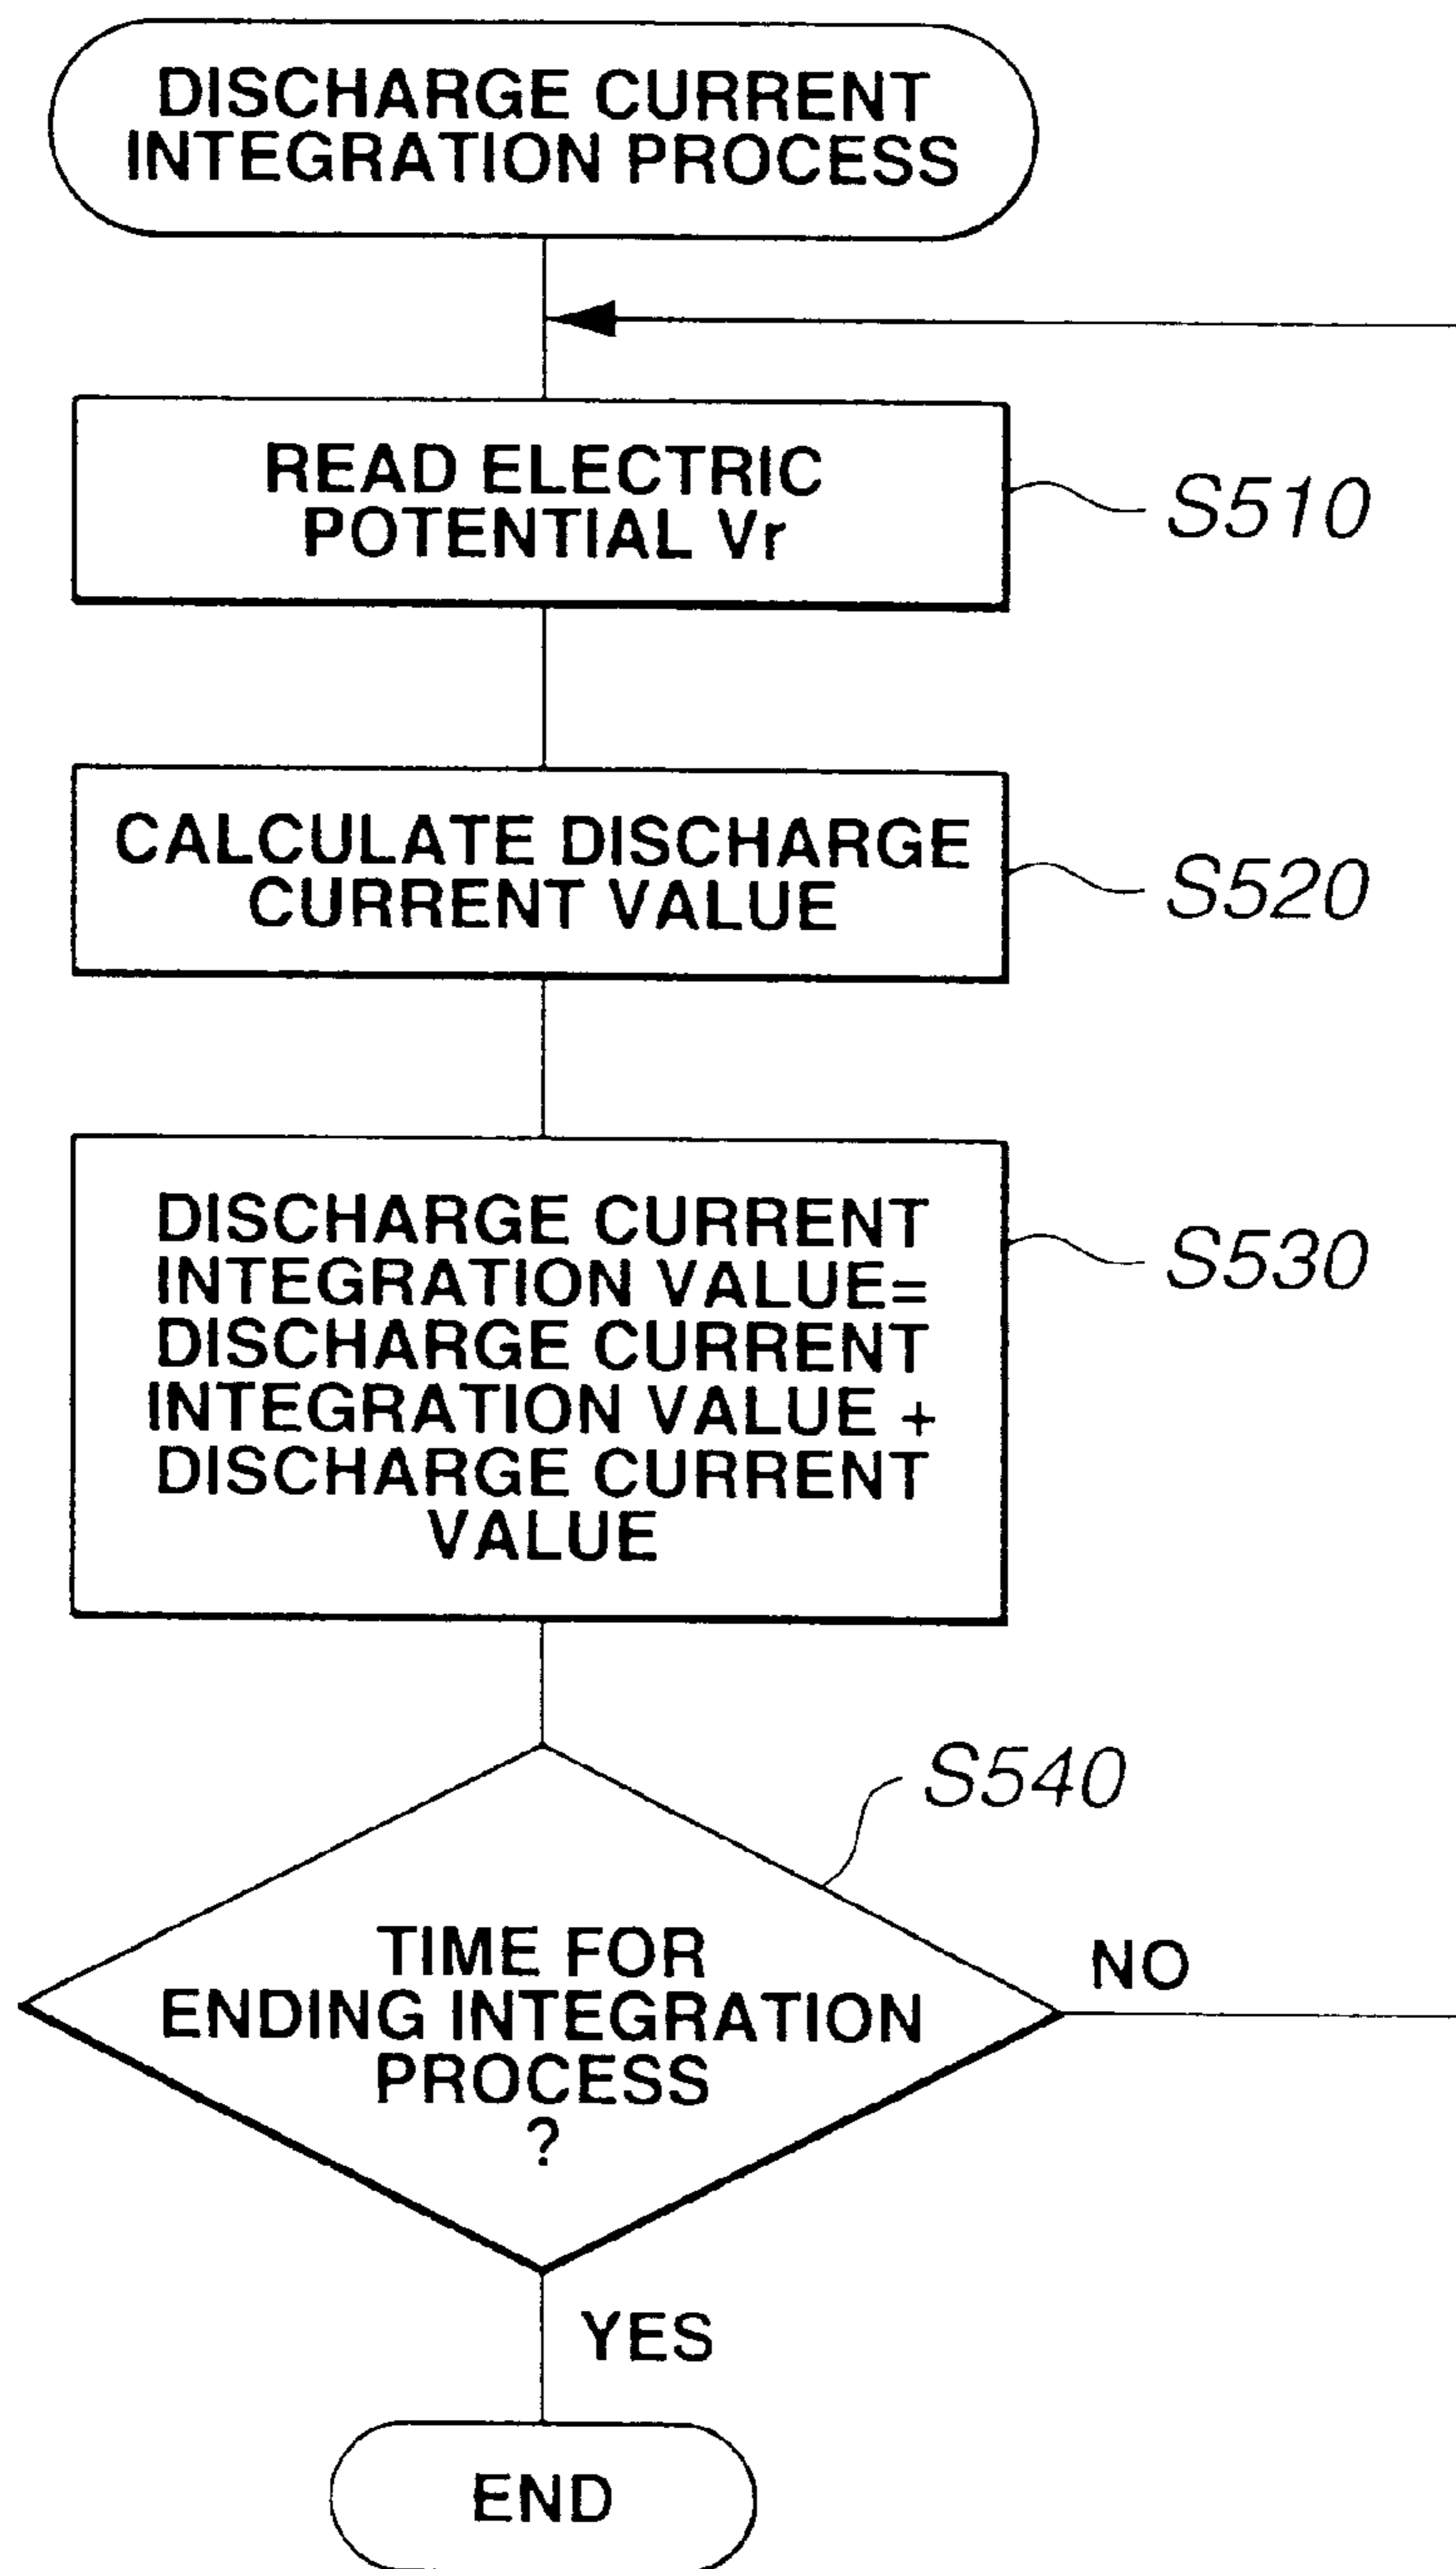 DISCHARGE CURRENT
INTEGRATION PROCESS
READ ELECTRIC
POTENTIAL Vr
S510
CALCULATE DISCHARGE
CURRENT VALUE
S520
DISCHARGE CURRENT
INTEGRATION VALUE=
DISCHARGE CURRENT
INTEGRATION VALUE +
DISCHARGE CURRENT
VALUE
S530
S540
TIME FOR
ENDING INTEGRATION
PROCESS
?
NO
YES
END